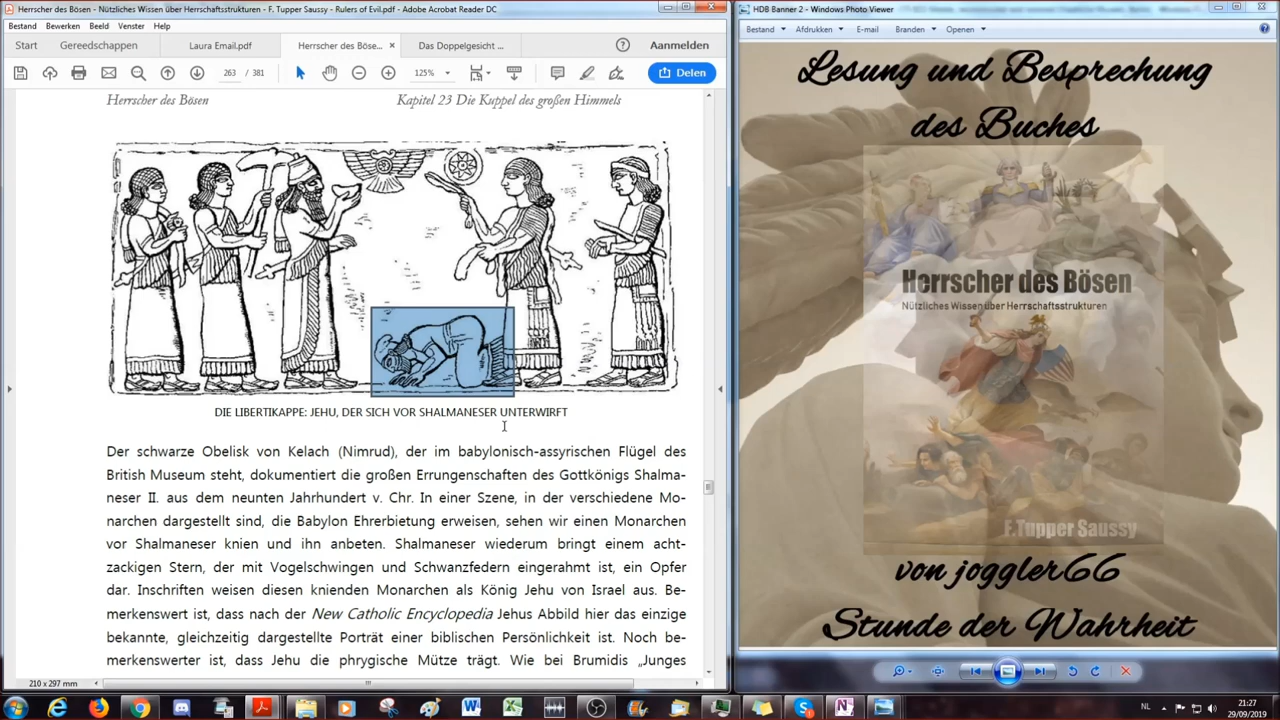 Herrscher des Bösen - Nützliches Wissen über Herrschaftsstrukturen - F. Tupper Saussy - Rulers of Evil.pdf - Adobe Acrobat Reader DC
Bestand Bewerken Beeld Venster Help
Start Gereedschappen Laura Email.pdf Herrscher des Böse... × Das Doppelgesicht ... Aanmelden
263 / 381 125% Delen
Herrscher des Bösen Kapitel 23 Die Kuppel des großen Himmels
DIE LIBERTIKAPPE: JEHU, DER SICH VOR SHALMANESER UNTERWIRFT
Der schwarze Obelisk von Kelach (Nimrud), der im babylonisch-assyrischen Flügel des
British Museum steht, dokumentiert die großen Errungenschaften des Gottkönigs Shalma-
neser II. aus dem neunten Jahrhundert v. Chr. In einer Szene, in der verschiedene Mo-
narchen dargestellt sind, die Babylon Ehrerbietung erweisen, sehen wir einen Monarchen
vor Shalmaneser knien und ihn anbeten. Shalmaneser wiederum bringt einem acht-
zackigen Stern, der mit Vogelschwingen und Schwanzfedern eingerahmt ist, ein Opfer
dar. Inschriften weisen diesen knienden Monarchen als König Jehu von Israel aus. Be-
merkenswert ist, dass nach der New Catholic Encyclopedia Jehus Abbild hier das einzige
bekannte, gleichzeitig dargestellte Porträt einer biblischen Persönlichkeit ist. Noch be-
merkenswerter ist, dass Jehu die phrygische Mütze trägt. Wie bei Brumidis „Junges
210 x 297 mm
HDB Banner 2 - Windows Photo Viewer
Bestand Afdrukken E-mail Branden Openen
Lesung und Besprechung
des Buches
Herrscher des Bösen
Nützliches Wissen über Herrschaftsstrukturen
F.Tupper Saussy
von joggler66
Stunde der Wahrheit
NL 21:27
29/09/2019